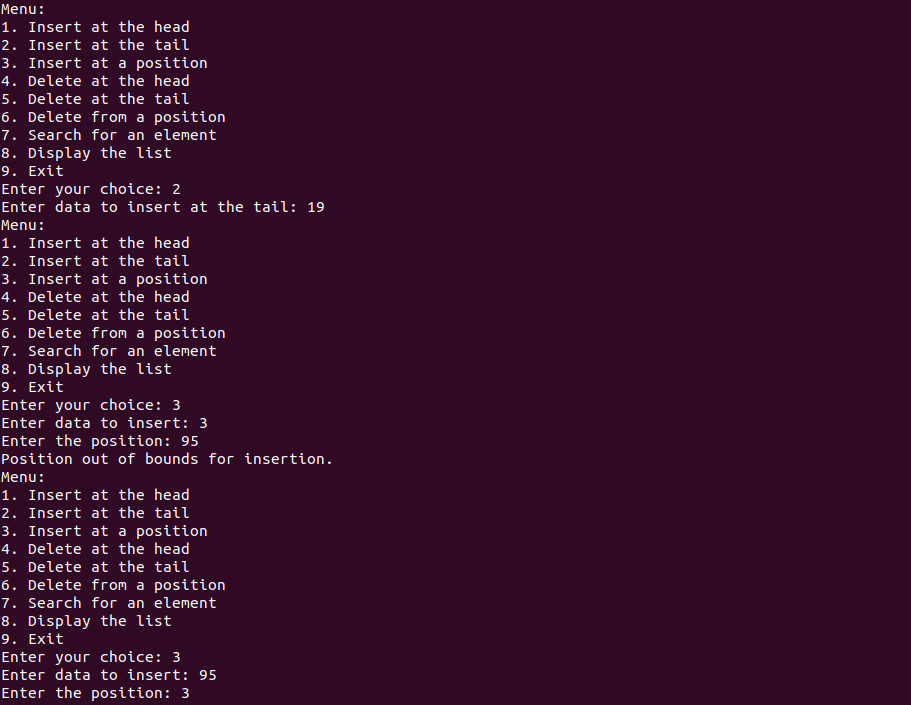 Menu:
1. Insert at the head
2. Insert at the tail
3. Insert at a position
4. Delete at the head
5. Delete at the tail
6. Delete from a position
7. Search for an element
8. Display the list
9. Exit
Enter your choice: 2
Enter data to insert at the tail: 19
Menu:
1. Insert at the head
2. Insert at the tail
3. Insert at a position
4. Delete at the head
5. Delete at the tail
6. Delete from a position
7. Search for an element
8. Display the list
9. Exit
Enter your choice: 3
Enter data to insert: 3
Enter the position: 95
Position out of bounds for insertion.
Menu:
1. Insert at the head
2. Insert at the tail
3. Insert at a position
4. Delete at the head
5. Delete at the tail
6. Delete from a position
7. Search for an element
8. Display the list
9. Exit
Enter your choice: 3
Enter data to insert: 95
Enter the position: 3